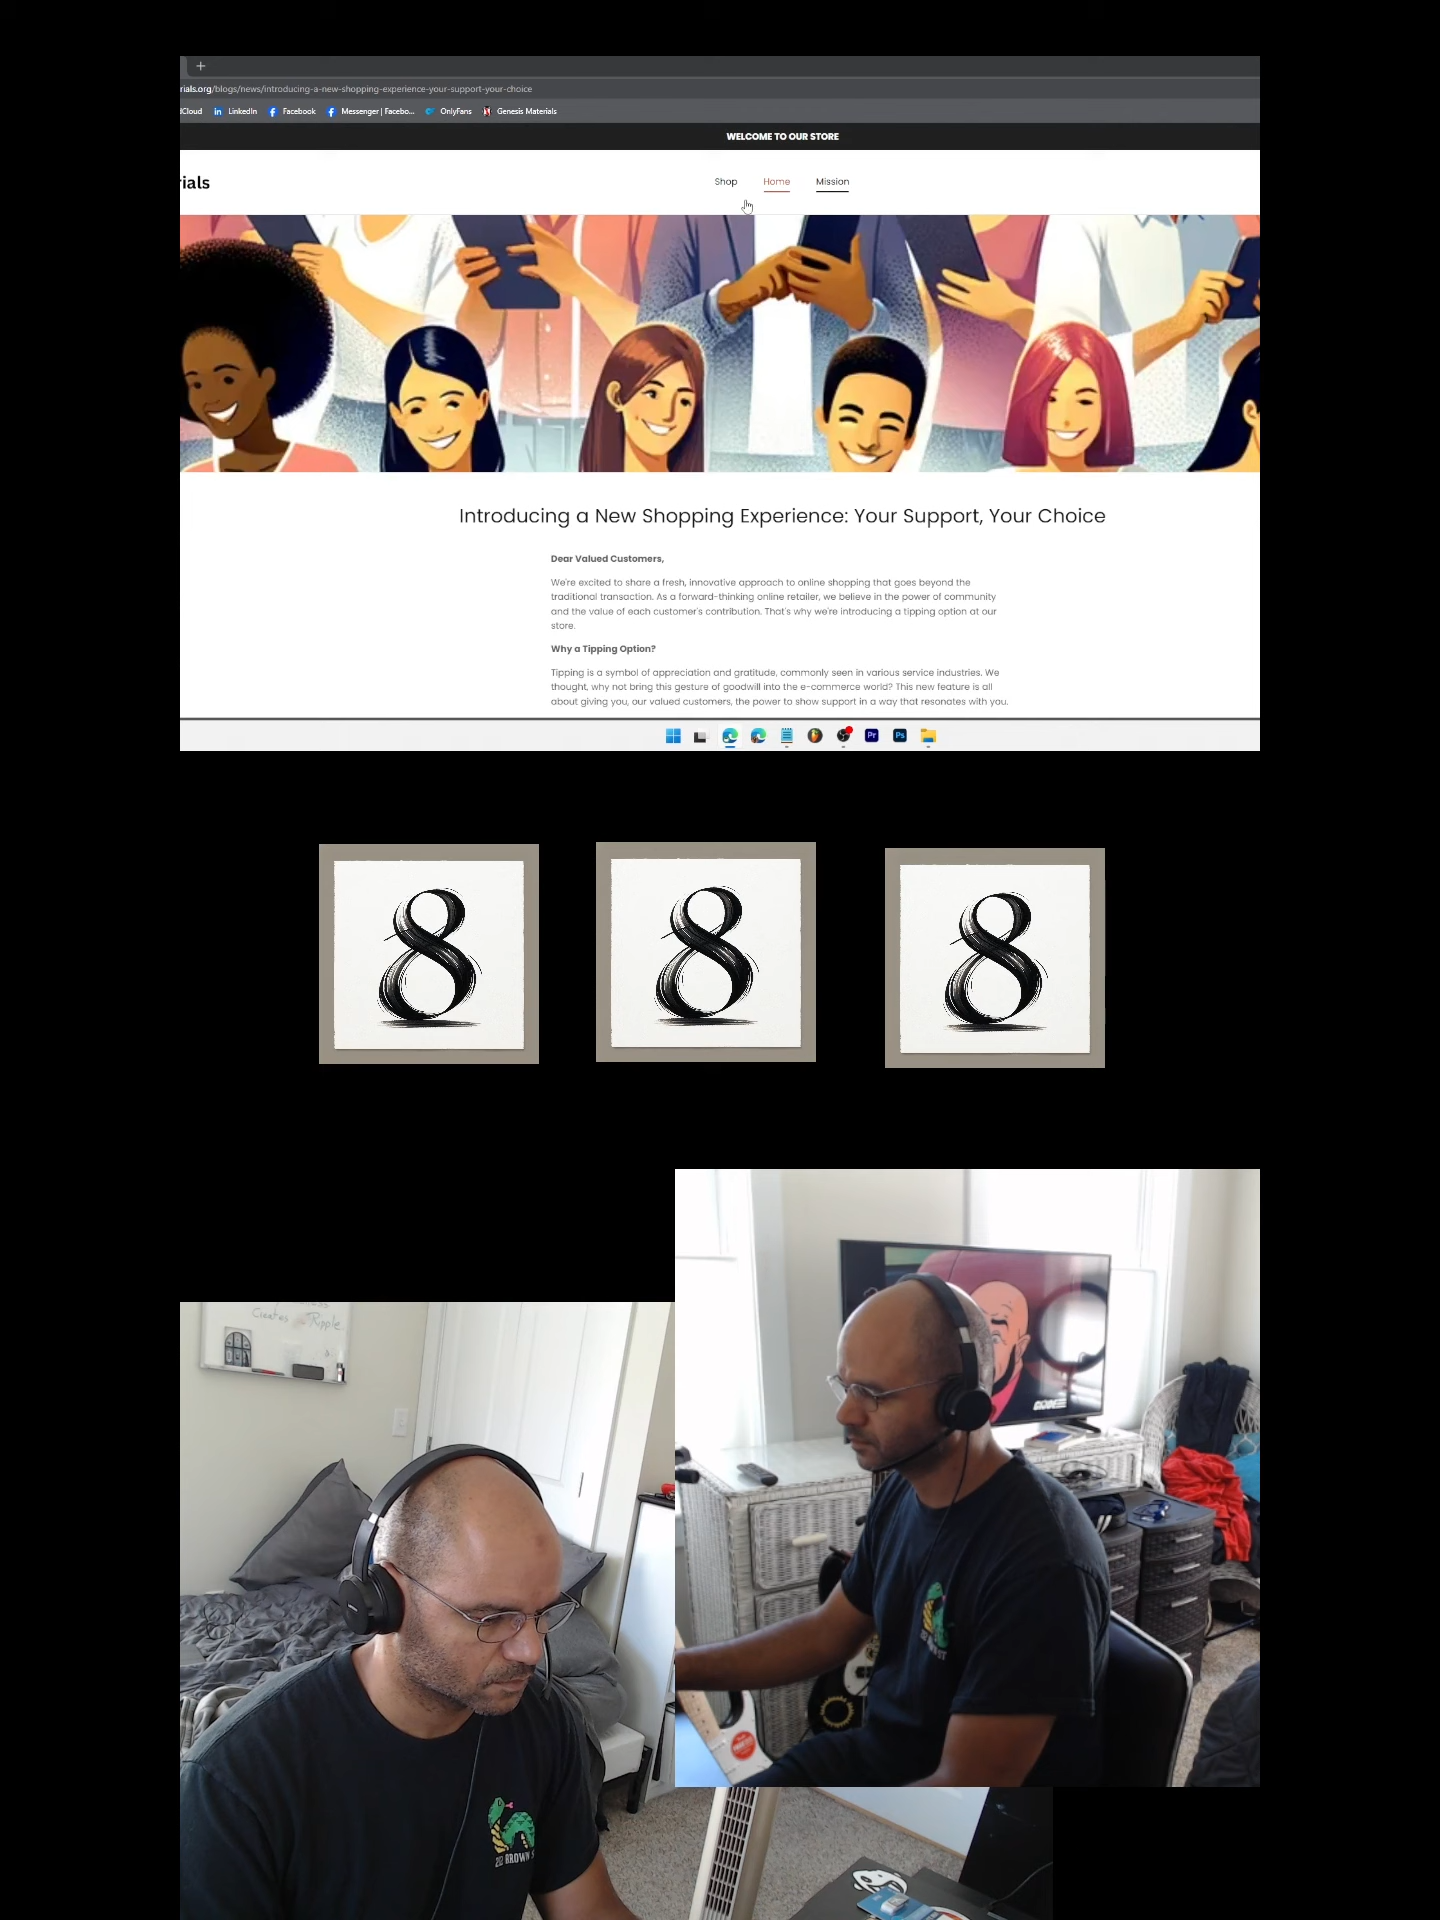 +
rials.org/blogs/news/introducing-a-new-shopping-experience-your-support-your-choice
dCloud LinkedIn Facebook Messenger | Facebo... OnlyFans Genesis Materials
WELCOME TO OUR STORE
rials Shop Home Mission
Introducing a New Shopping Experience: Your Support, Your Choice
Dear Valued Customers,
We're excited to share a fresh, innovative approach to online shopping that goes beyond the
traditional transaction. As a forward-thinking online retailer, we believe in the power of community
and the value of each customer's contribution. That's why we're introducing a tipping option at our
store.
Why a Tipping Option?
Tipping is a symbol of appreciation and gratitude, commonly seen in various service industries. We
thought, why not bring this gesture of goodwill into the e-commerce world? This new feature is all
about giving you, our valued customers, the power to show support in a way that resonates with you.
Pr Ps
8 8 8
Creates a Ripple
BROWN